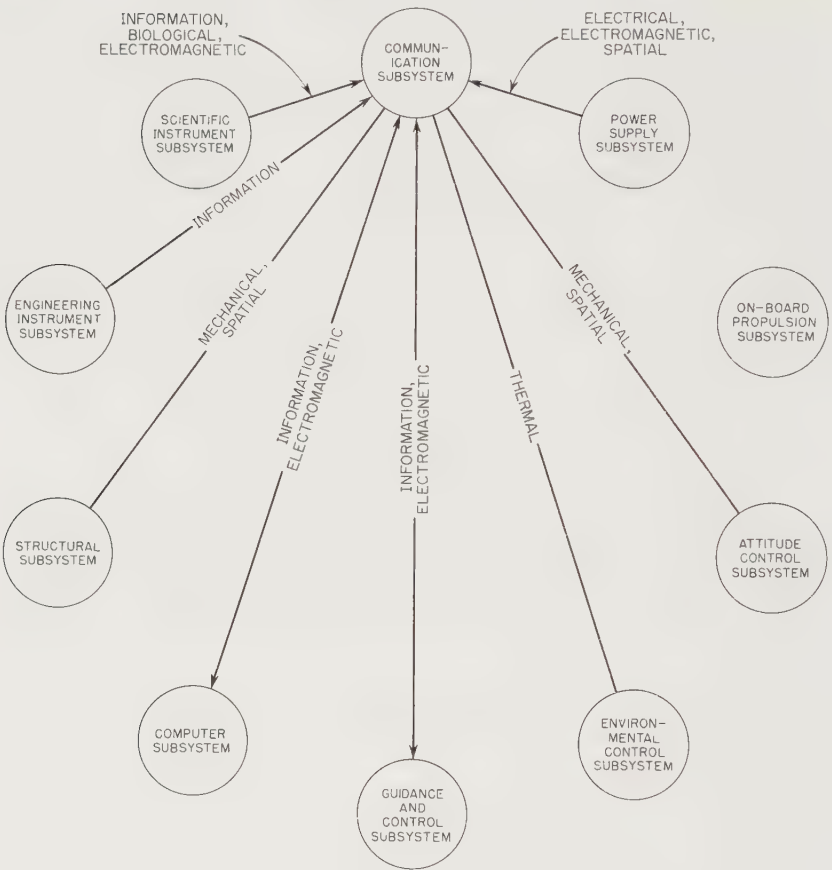 INFORMATION,
BIOLOGICAL,
ELECTROMAGNETIC
COMMUN-
ICATION
SUBSYSTEM
ELECTRICAL,
ELECTROMAGNETIC,
SPATIAL
SCIENTIFIC
INSTRUMENT
SUBSYSTEM
POWER
SUPPLY
SUBSYSTEM
INFORMATION
ENGINEERING
INSTRUMENT
SUBSYSTEM
MECHANICAL,
SPATIAL
INFORMATION,
ELECTROMAGNETIC
INFORMATION,
ELECTROMAGNETIC
THERMAL
MECHANICAL,
SPATIAL
ON-BOARD
PROPULSION
SUBSYSTEM
STRUCTURAL
SUBSYSTEM
ATTITUDE
CONTROL
SUBSYSTEM
COMPUTER
SUBSYSTEM
GUIDANCE
AND
CONTROL
SUBSYSTEM
ENVIRON-
MENTAL
CONTROL
SUBSYSTEM